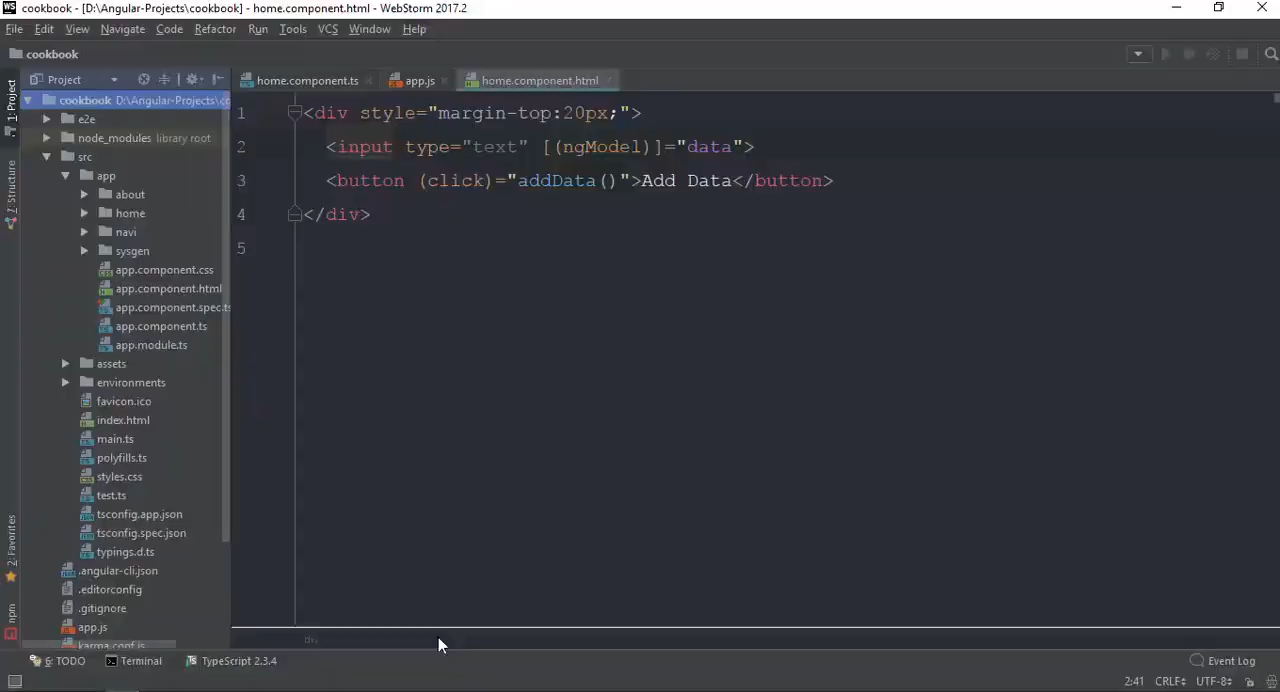 WS cookbook - [D:\Angular-Projects\cookbook] - home.component.html - WebStorm 2017.2
File Edit View Navigate Code Refactor Run Tools VCS Window Help
cookbook
1: Project
Project
home.component.ts
app.js
home.component.html
cookbook D:\Angular-Projects\co
e2e
node_modules library root
src
app
about
home
navi
sysgen
app.component.css
app.component.html
app.component.spec.ts
app.component.ts
app.module.ts
assets
environments
favicon.ico
index.html
main.ts
polyfills.ts
styles.css
test.ts
tsconfig.app.json
tsconfig.spec.json
typings.d.ts
.angular-cli.json
.editorconfig
.gitignore
app.js
karma.conf.js
7: Structure
2: Favorites
npm
1 <div style="margin-top:20px;">
2 <input type="text" [(ngModel)]="data">
3 <button (click)="addData()">Add Data</button>
4 </div>
5
div
6: TODO Terminal TypeScript 2.3.4 Event Log
2:41 CRLF UTF-8